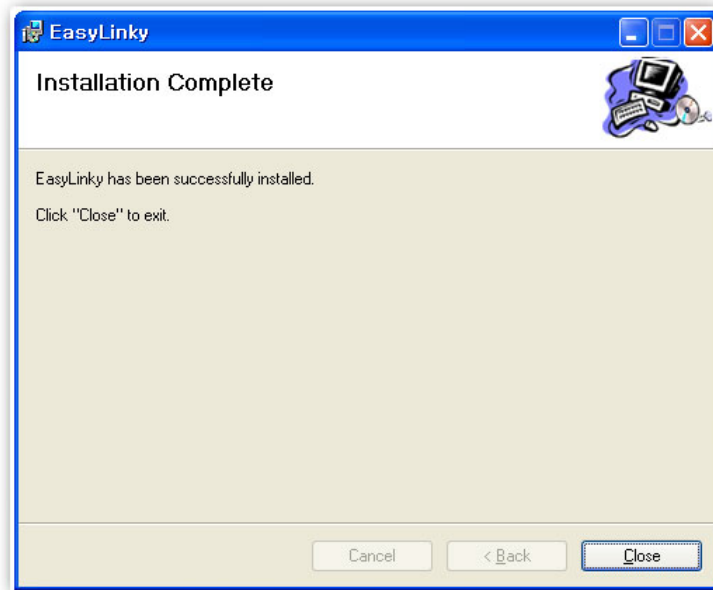 EasyLinky
Installation Complete
EasyLinky has been successfully installed.
Click "Close" to exit.
Cancel
< Back
Close